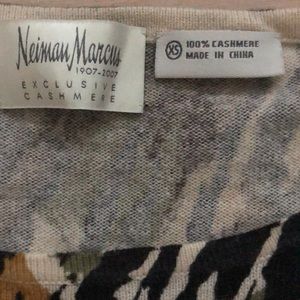 Neiman Marcus
1907-2007
EXCLUSIVE
CASHMERE
XS
100% CASHMERE
MADE IN CHINA